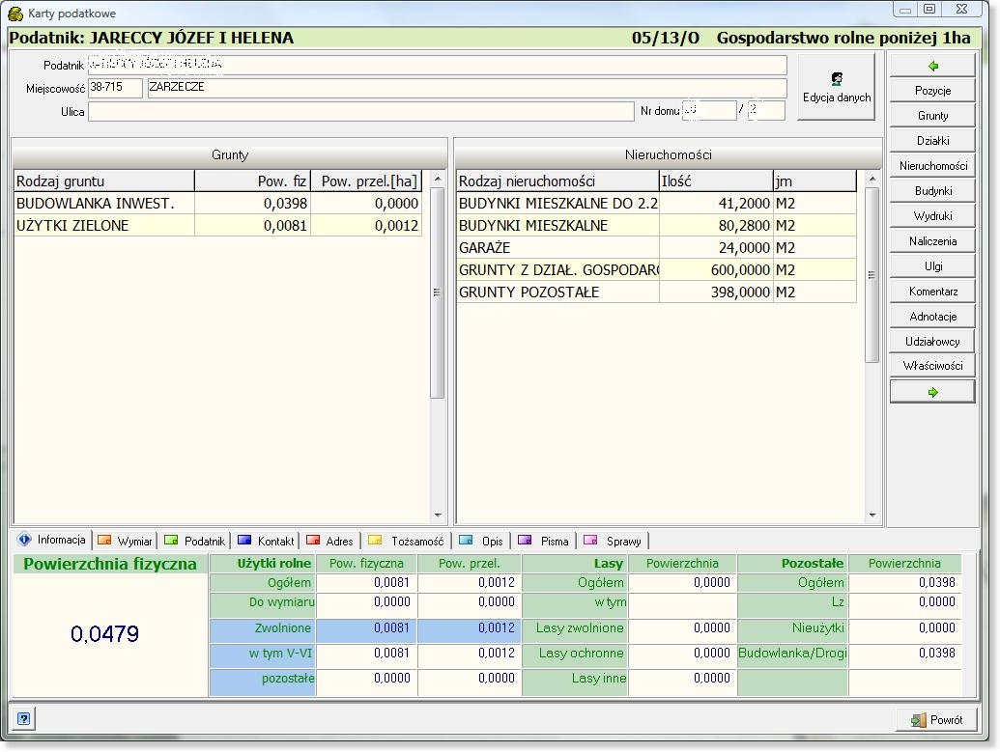 Karty podatkowe
Podatnik: JARECCY JÓZEF I HELENA 05/13/O Gospodarstwo rolne poniżej 1ha
Podatnik
Miejscowość 38-715 ZARZECZE
Ulica Nr domu / 2
Edycja danych
Pozycje
Grunty
Działki
Nieruchomości
Budynki
Wydruki
Naliczenia
Ulgi
Komentarz
Adnotacje
Udziałowcy
Właściwości
Grunty
Rodzaj gruntu Pow. fiz Pow. przel.[ha]
BUDOWLANKA INWEST. 0,0398 0,0000
UŻYTKI ZIELONE 0,0081 0,0012
Nieruchomości
Rodzaj nieruchomości Ilość jm
BUDYNKI MIESZKALNE DO 2.2 41,2000 M2
BUDYNKI MIESZKALNE 80,2800 M2
GARAŻE 24,0000 M2
GRUNTY Z DZIAŁ. GOSPODARC 600,0000 M2
GRUNTY POZOSTAŁE 398,0000 M2
Informacja Wymiar Podatnik Kontakt Adres Tożsamość Opis Pisma Sprawy
Powierzchnia fizyczna Użytki rolne Pow. fizyczna Pow. przel. Lasy Powierzchnia Pozostałe Powierzchnia
Ogółem 0,0081 0,0012 Ogółem 0,0000 Ogółem 0,0398
Do wymiaru 0,0000 0,0000 w tym Lz 0,0000
0,0479 Zwolnione 0,0081 0,0012 Lasy zwolnione 0,0000 Nieużytki 0,0000
w tym V-VI 0,0081 0,0012 Lasy ochronne 0,0000 Budowlanka/Drogi 0,0398
pozostałe 0,0000 0,0000 Lasy inne 0,0000
? Powrót